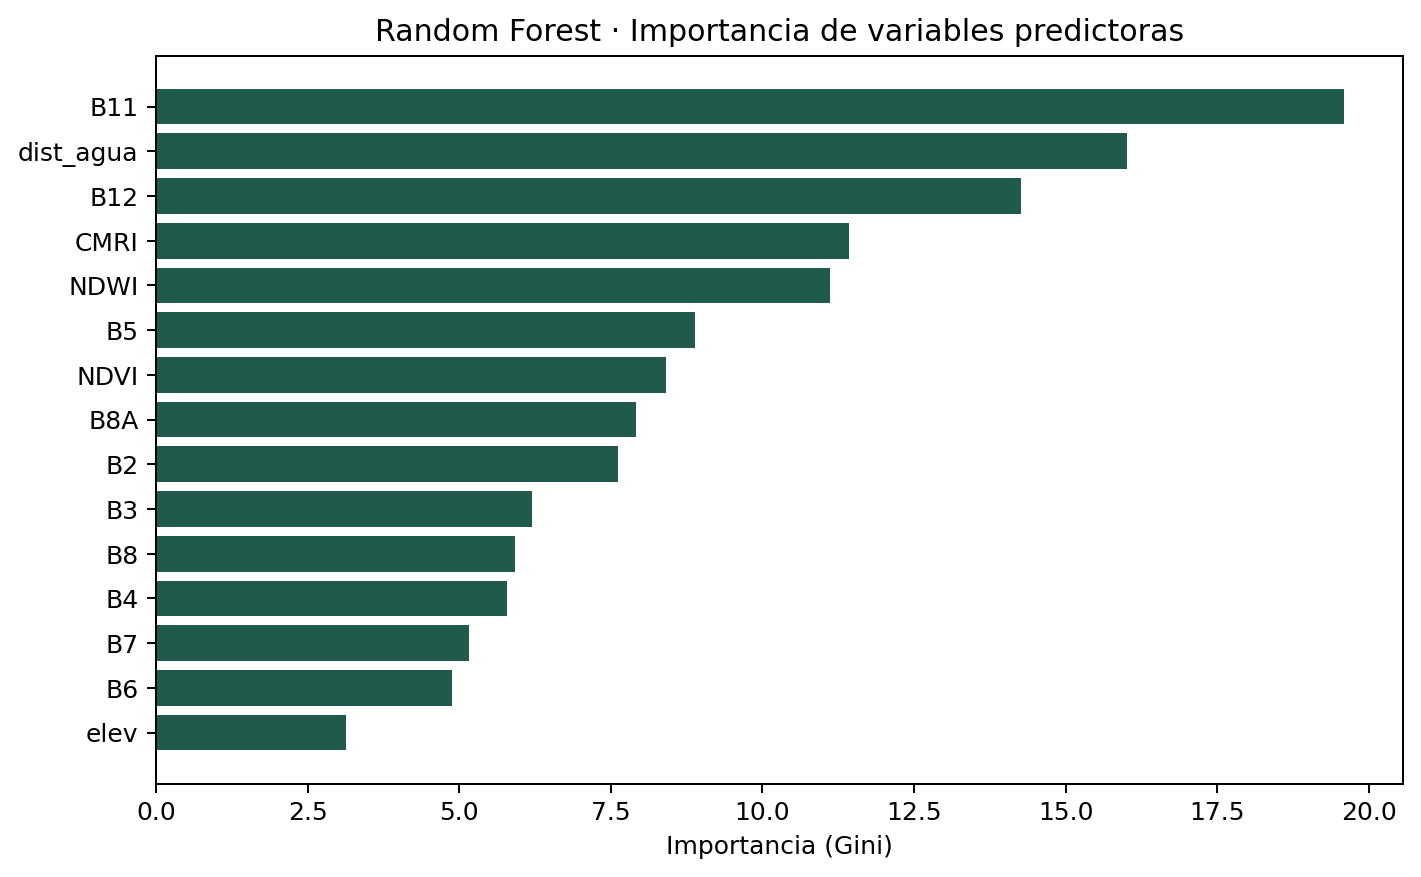 Random Forest · Importancia de variables predictoras
B11
dist_agua
B12
CMRI
NDWI
B5
NDVI
B8A
B2
B3
B8
B4
B7
B6
elev
0.0 2.5 5.0 7.5 10.0 12.5 15.0 17.5 20.0
Importancia (Gini)